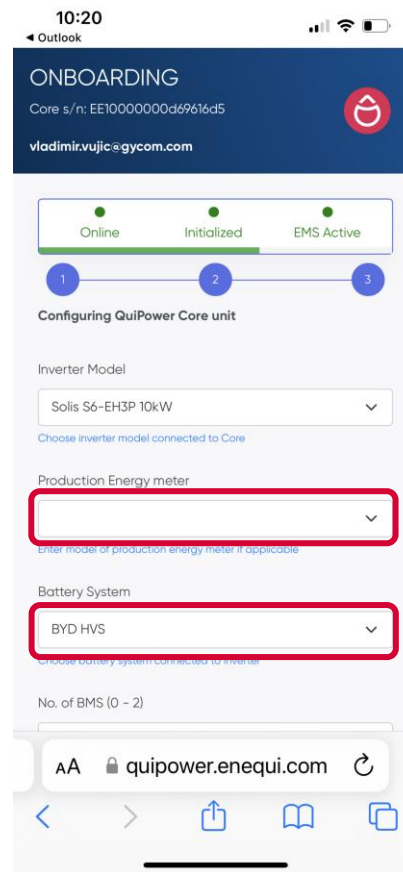 10:20
◄ Outlook
ONBOARDING
Core s/n: EE10000000d69616d5
vladimir.vujic@gycom.com
Online Initialized EMS Active
1 2 3
Configuring QuiPower Core unit
Inverter Model
Solis S6-EH3P 10kW
Choose inverter model connected to Core
Production Energy meter
Enter model of production energy meter if applicable
Battery System
BYD HVS
Choose battery system connected to inverter
No. of BMS (0 - 2)
AA quipower.enequi.com